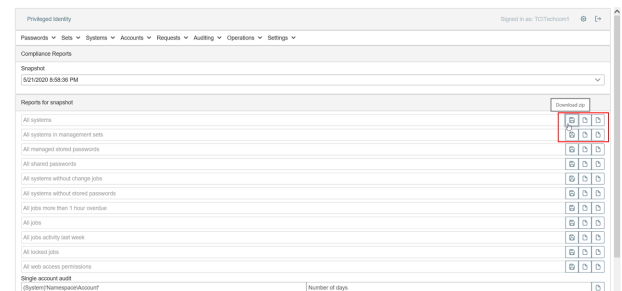 Privileged Identity
Signed in as: TC\Techcom1
Passwords Sets Systems Accounts Requests Auditing Operations Settings
Compliance Reports
Snapshot
5/21/2020 8:58:36 PM
Reports for snapshot
Download zip
All systems
All systems in management sets
All managed stored passwords
All shared passwords
All systems without change jobs
All systems without stored passwords
All jobs more than 1 hour overdue
All jobs
All jobs activity last week
All locked jobs
All web access permissions
Single account audit
(System)\Namespace\Account* Number of days